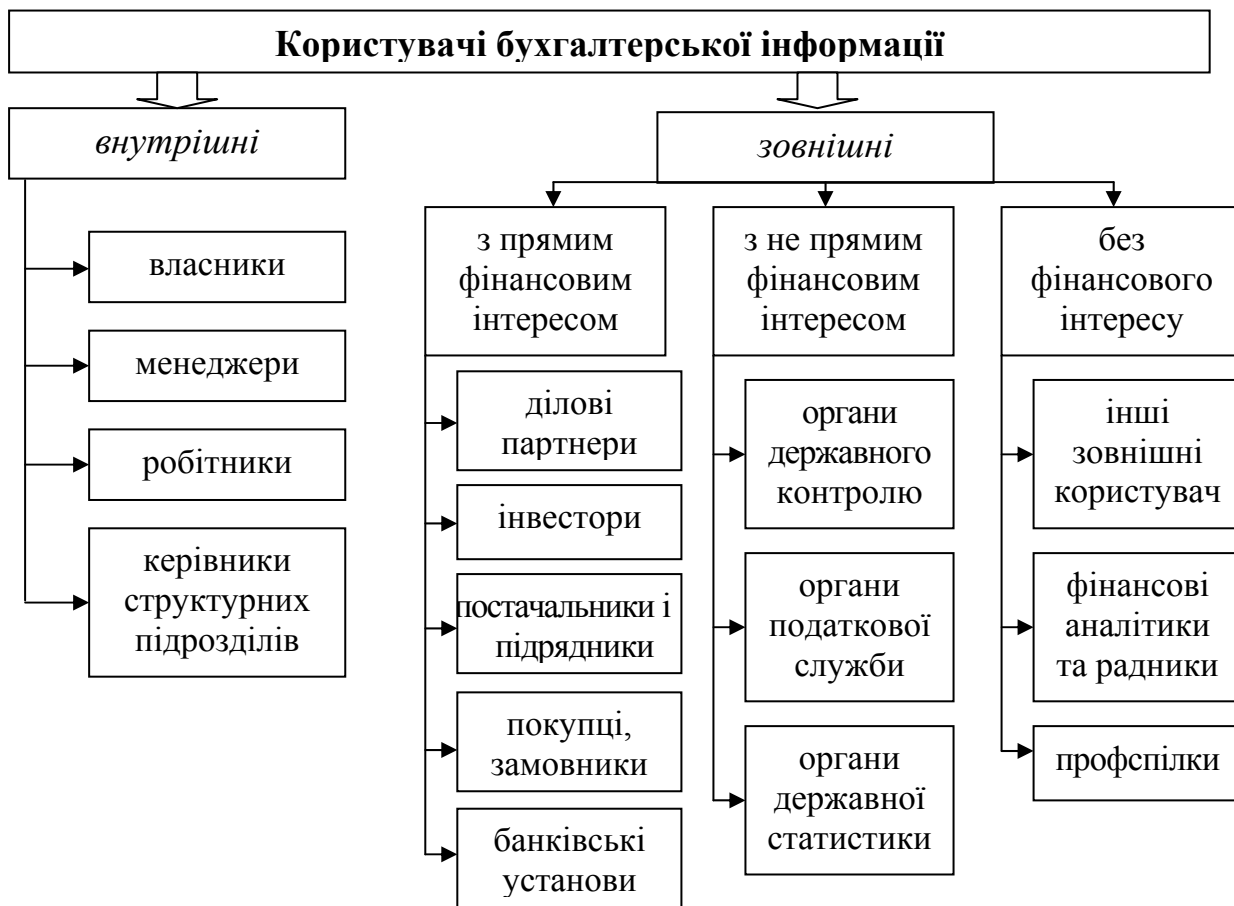 Користувачі бухгалтерської інформації
внутрішні
власники
менеджери
робітники
керівники
структурних
підрозділів
зовнішні
з прямим
фінансовим
інтересом
ділові
партнери
інвестори
постачальники і
підрядники
покупці,
замовники
банківські
установи
з не прямим
фінансовим
інтересом
органи
державного
контролю
органи
податкової
служби
органи
державної
статистики
без
фінансового
інтересу
інші
зовнішні
користувач
фінансові
аналітики
та радники
профспілки